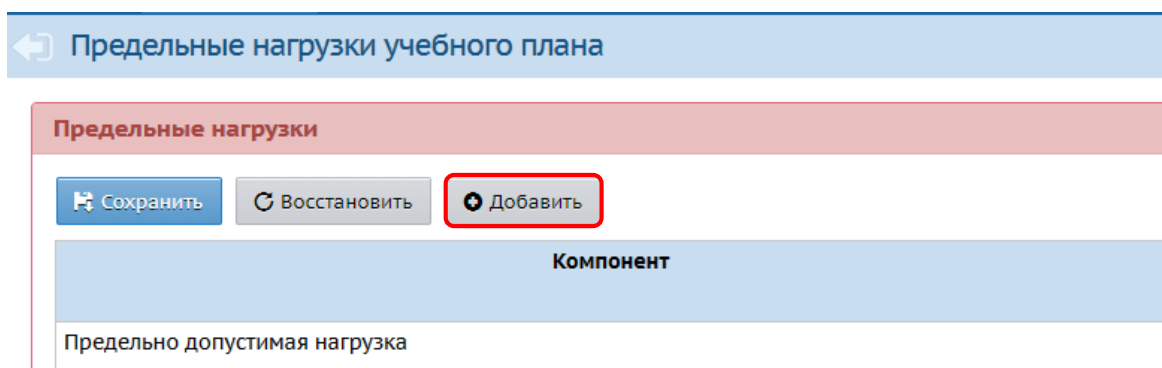 Предельные нагрузки учебного плана
Предельные нагрузки
Сохранить Восстановить Добавить
Компонент
Предельно допустимая нагрузка